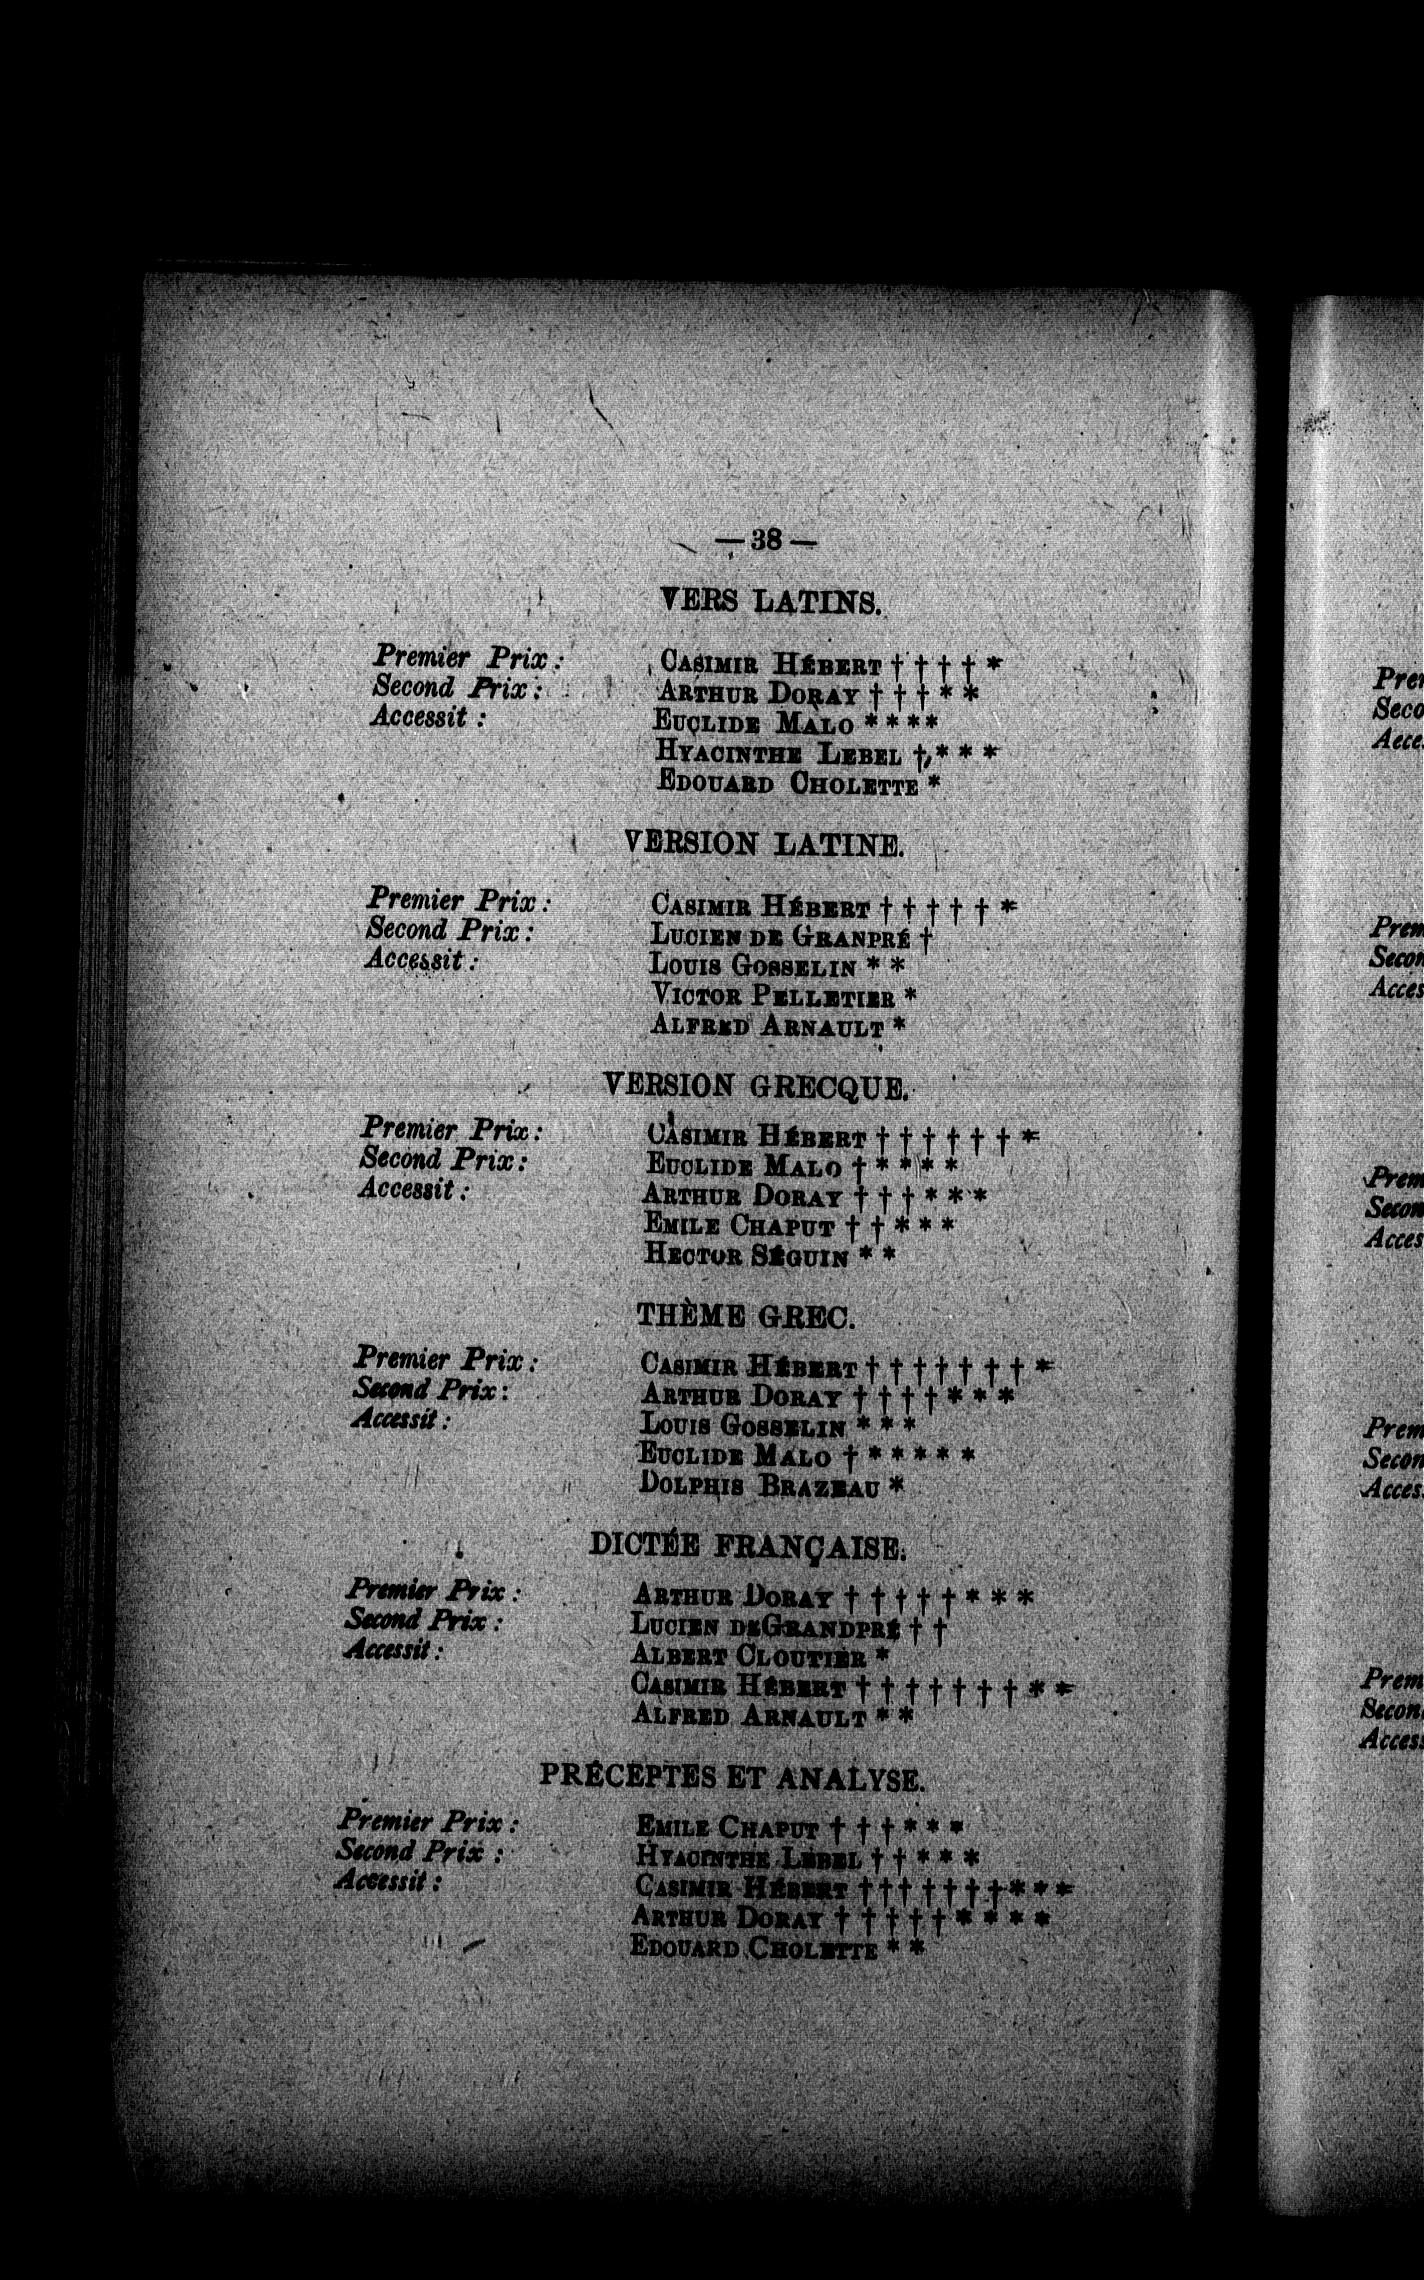 — 38 —
VERS LATINS.
Premier Prix : CASIMIR HÉBERT † † † † *
Second Prix : ARTHUR DORAY † † † * *
Accessit : EUCLIDE MALO * * * *
HYACINTHE LEBEL † * * *
EDOUARD CHOLETTE *
VERSION LATINE.
Premier Prix : CASIMIR HÉBERT † † † † † *
Second Prix : LUCIEN DE GRANPRÉ †
Accessit : LOUIS GOSSELIN * *
VICTOR PELLETIER *
ALFRED ARNAULT *
VERSION GRECQUE.
Premier Prix : CASIMIR HÉBERT † † † † † † *
Second Prix : EUCLIDE MALO † * * * *
Accessit : ARTHUR DORAY † † † * * *
EMILE CHAPUT † † * * *
HECTOR SÉGUIN * *
THÈME GREC.
Premier Prix : CASIMIR HÉBERT † † † † † † † *
Second Prix : ARTHUR DORAY † † † † * * *
Accessit : LOUIS GOSSELIN * * *
EUCLIDE MALO † * * * * *
DOLPHIS BRAZEAU *
DICTÉE FRANÇAISE.
Premier Prix : ARTHUR DORAY † † † † † * * *
Second Prix : LUCIEN DEGRANDPRÉ † †
Accessit : ALBERT CLOUTIER *
CASIMIR HÉBERT † † † † † † † * *
ALFRED ARNAULT * *
PRÉCEPTES ET ANALYSE.
Premier Prix : EMILE CHAPUT † † † * * *
Second Prix : HYACINTHE LEBEL † † * * *
Accessit : CASIMIR HÉBERT † † † † † † † * * *
ARTHUR DORAY † † † † † * * * *
EDOUARD CHOLETTE * *